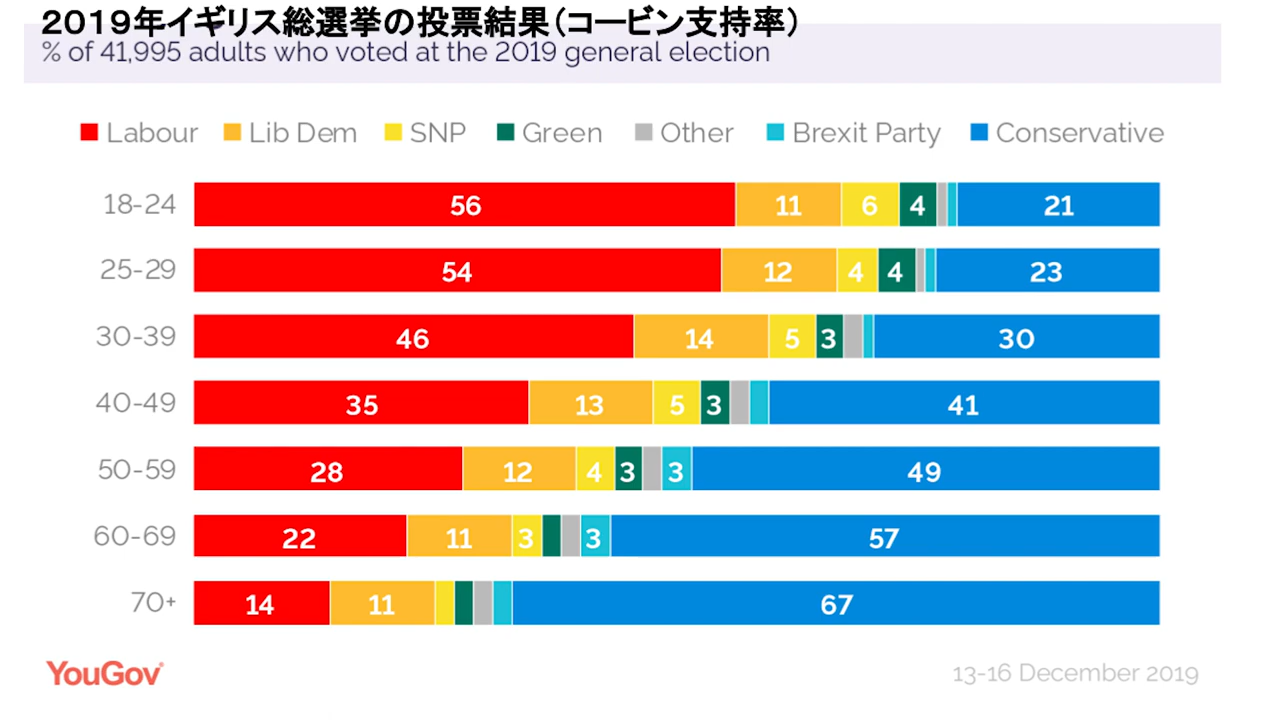 2019年イギリス総選挙の投票結果(コービン支持率)
% of 41,995 adults who voted at the 2019 general election
Labour Lib Dem SNP Green Other Brexit Party Conservative
18-24 56 11 6 4 21
25-29 54 12 4 4 23
30-39 46 14 5 3 30
40-49 35 13 5 3 41
50-59 28 12 4 3 3 49
60-69 22 11 3 3 57
70+ 14 11 67
YouGov 13-16 December 2019